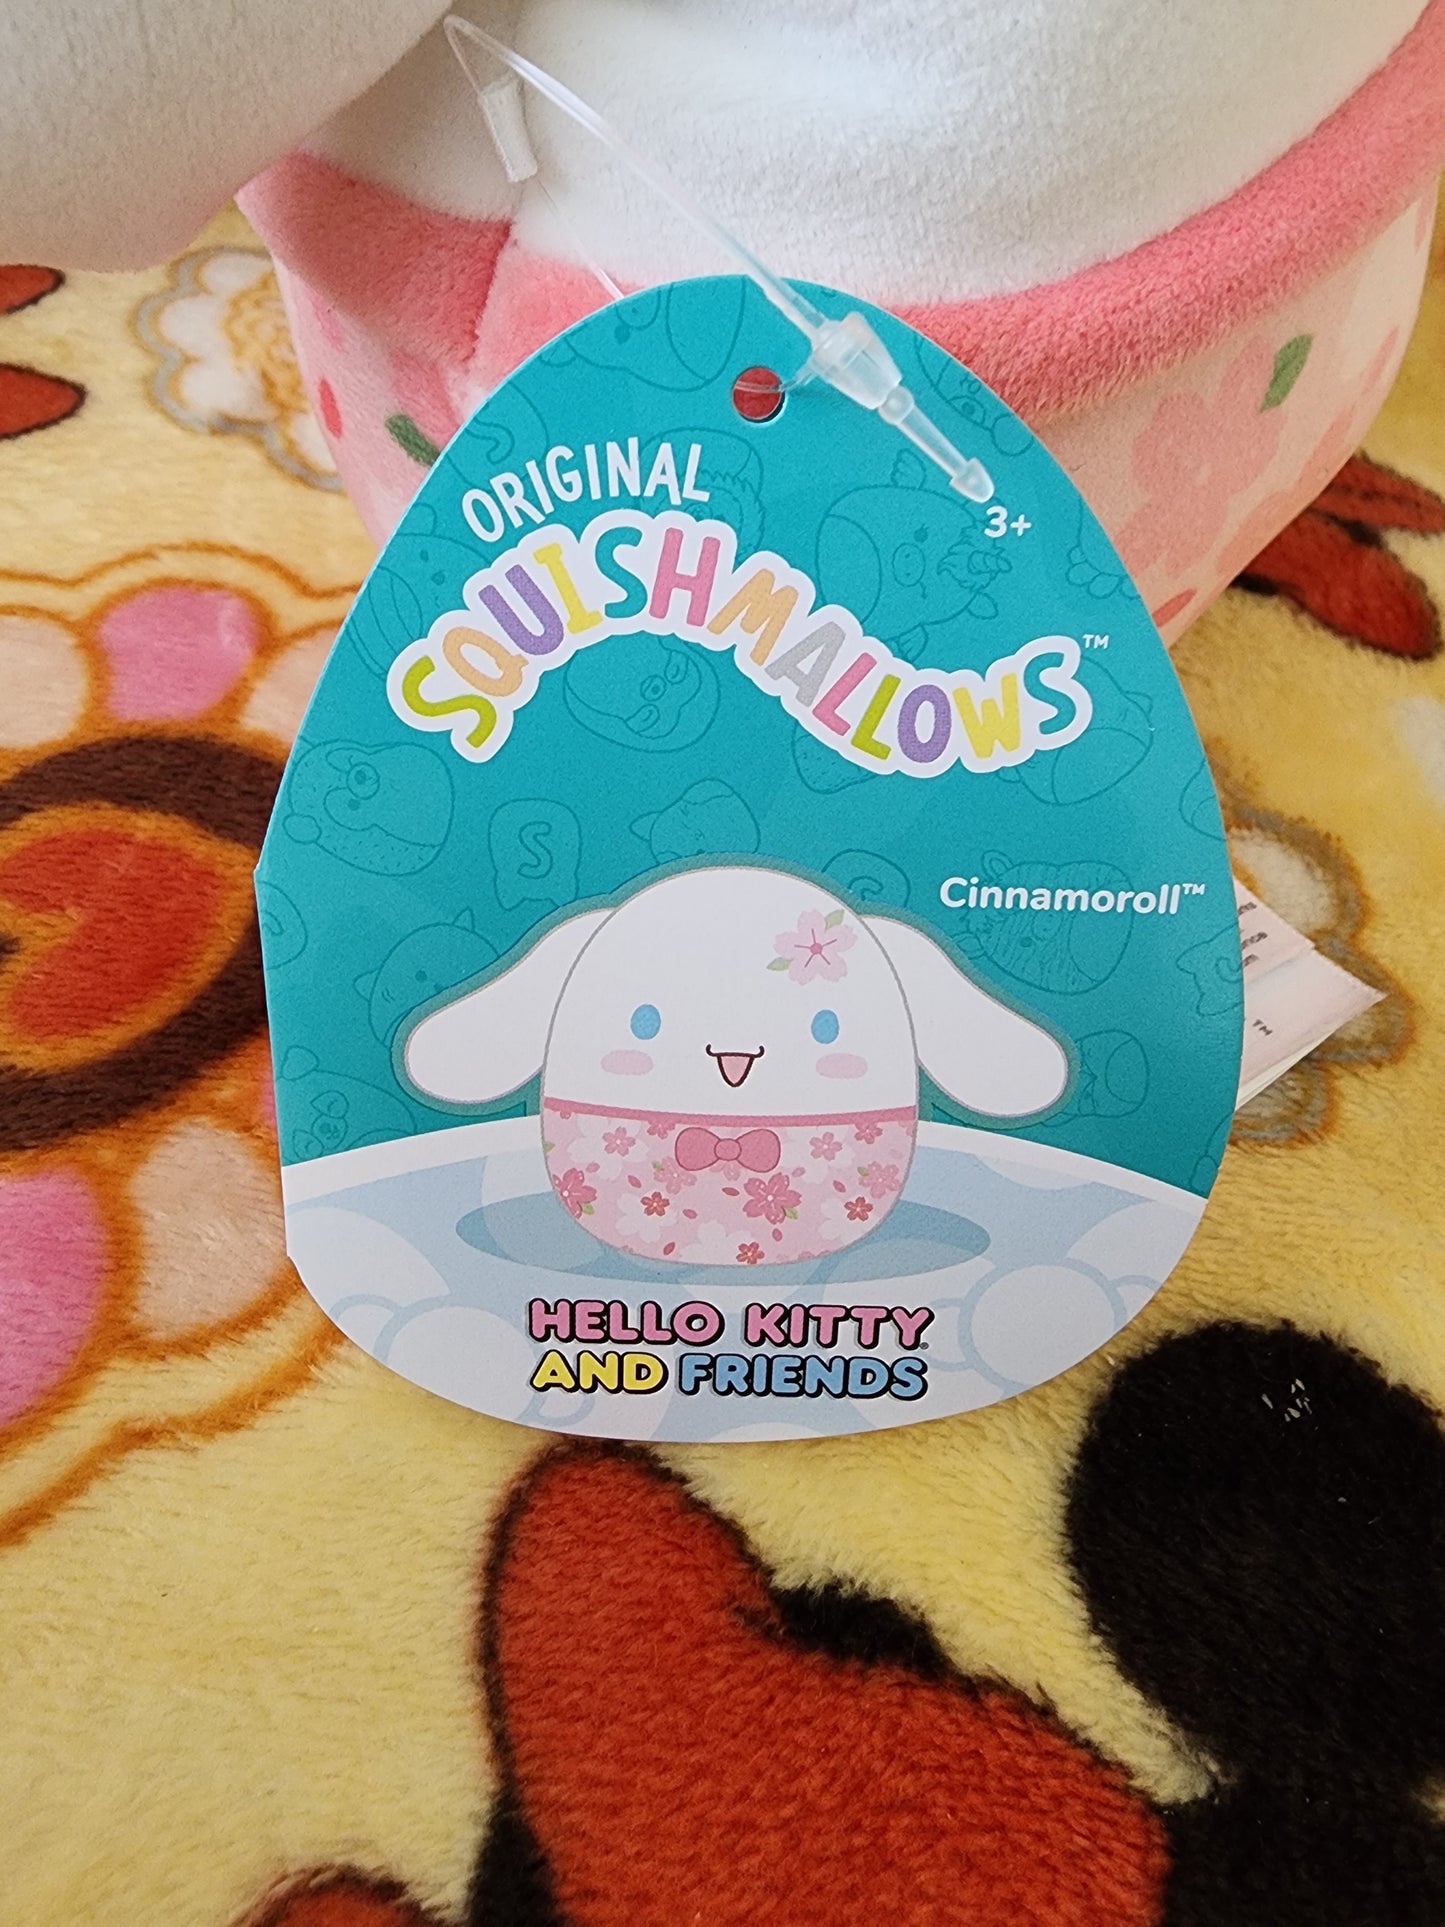 ORIGINAL
SQUISHMALLOWS™
3+
S
Cinnamoroll™
HELLO KITTY
AND FRIENDS